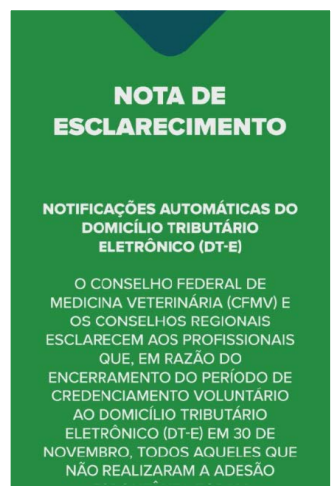 NOTA DE
ESCLARECIMENTO
NOTIFICAÇÕES AUTOMÁTICAS DO
DOMICÍLIO TRIBUTÁRIO
ELETRÔNICO (DT-E)
O CONSELHO FEDERAL DE
MEDICINA VETERINÁRIA (CFMV) E
OS CONSELHOS REGIONAIS
ESCLARECEM AOS PROFISSIONAIS
QUE, EM RAZÃO DO
ENCERRAMENTO DO PERÍODO DE
CREDENCIAMENTO VOLUNTÁRIO
AO DOMICÍLIO TRIBUTÁRIO
ELETRÔNICO (DT-E) EM 30 DE
NOVEMBRO, TODOS AQUELES QUE
NÃO REALIZARAM A ADESÃO